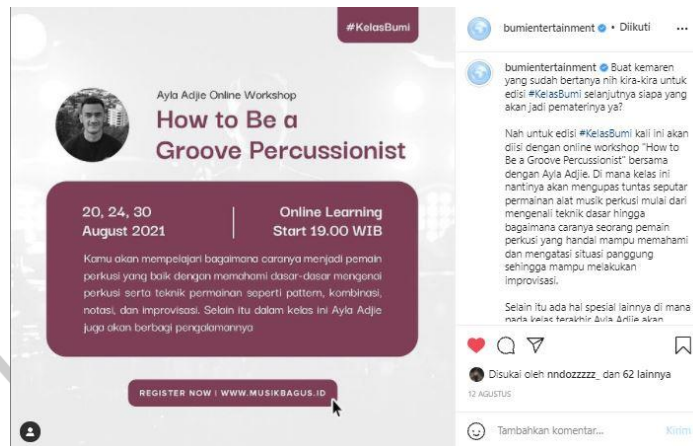 #KelasBumi
Ayla Adjie Online Workshop
How to Be a
Groove Percussionist
20, 24, 30
August 2021
Online Learning
Start 19.00 WIB
Kamu akan mempelajari bagaimana caranya menjadi pemain
perkusi yang baik dengan memahami dasar-dasar mengenai
perkusi serta teknik permainan seperti pattern, kombinasi,
notasi, dan improvisasi. Selain itu dalam kelas ini Ayla Adjie
juga akan berbagi pengalamannya
REGISTER NOW | WWW.MUSIKBAGUS.ID
bumientertainment • Diikuti
bumientertainment Buat kemaren
yang sudah bertanya nih kira-kira untuk
edisi #KelasBumi selanjutnya siapa yang
akan jadi pematerinya ya?
Nah untuk edisi #KelasBumi kali ini akan
diisi dengan online workshop "How to
Be a Groove Percussionist" bersama
dengan Ayla Adjie. Di mana kelas ini
nantinya akan mengupas tuntas seputar
permainan alat musik perkusi mulai dari
mengenali teknik dasar hingga
bagaimana caranya seorang pemain
perkusi yang handal mampu memahami
dan mengatasi situasi panggung
sehingga mampu melakukan
improvisasi.
Selain itu ada hal spesial lainnya di mana
pada kelas terakhir Ayla Adjie akan
Disukai oleh nndozzzzz_ dan 62 lainnya
12 AGUSTUS
Tambahkan komentar...
Kirim